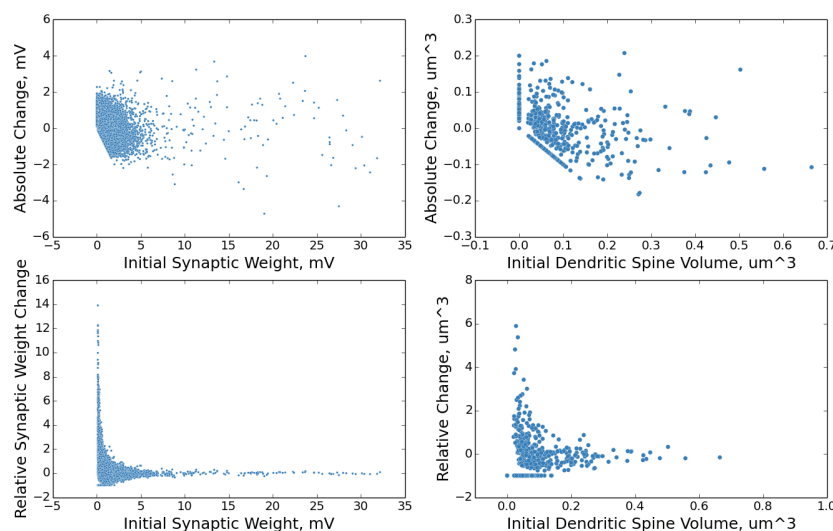 Absolute Change, mV
6
4
2
0
−2
−4
−6
−5 0 5 10 15 20 25 30 35
Initial Synaptic Weight, mV
Absolute Change, um^3
0.3
0.2
0.1
0.0
−0.1
−0.2
−0.3
−0.1 0.0 0.1 0.2 0.3 0.4 0.5 0.6 0.7
Initial Dendritic Spine Volume, um^3
Relative Synaptic Weight Change
16
14
12
10
8
6
4
2
0
−2
−5 0 5 10 15 20 25 30 35
Initial Synaptic Weight, mV
Relative Change, um^3
8
6
4
2
0
−2
0.0 0.2 0.4 0.6 0.8 1.0
Initial Dendritic Spine Volume, um^3